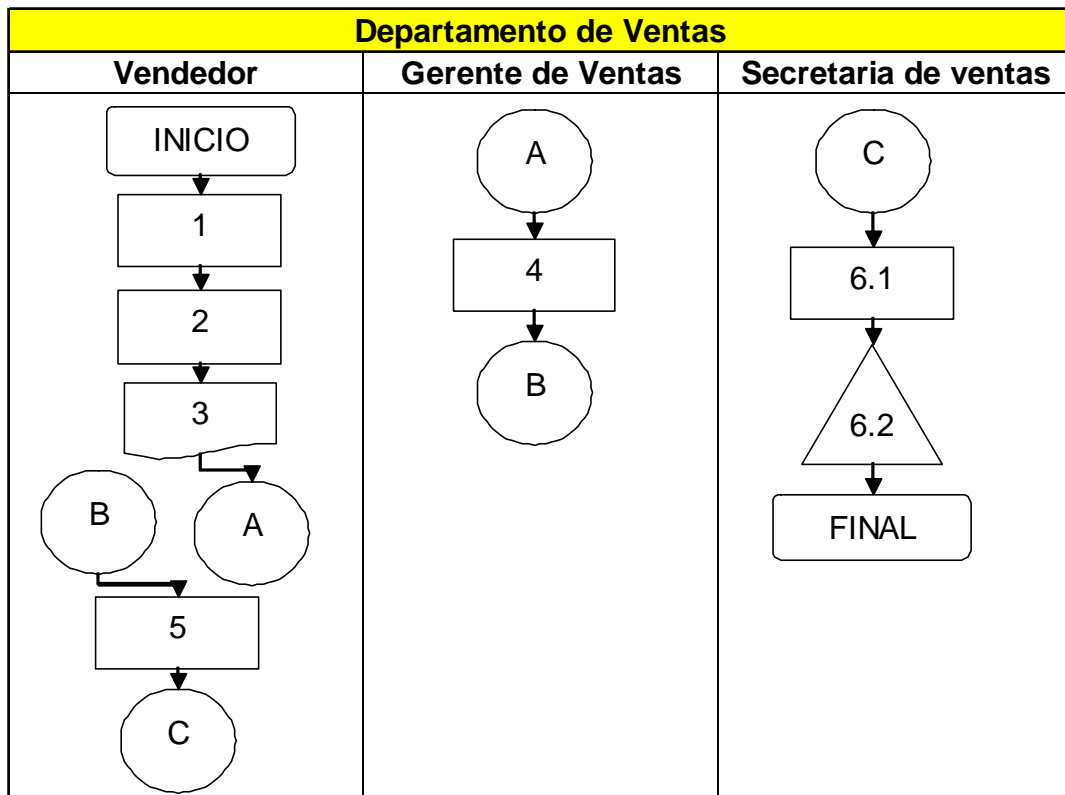 Departamento de Ventas
Vendedor
Gerente de Ventas
Secretaria de ventas
INICIO
1
2
3
A
B
5
C
A
4
B
C
6.1
6.2
FINAL